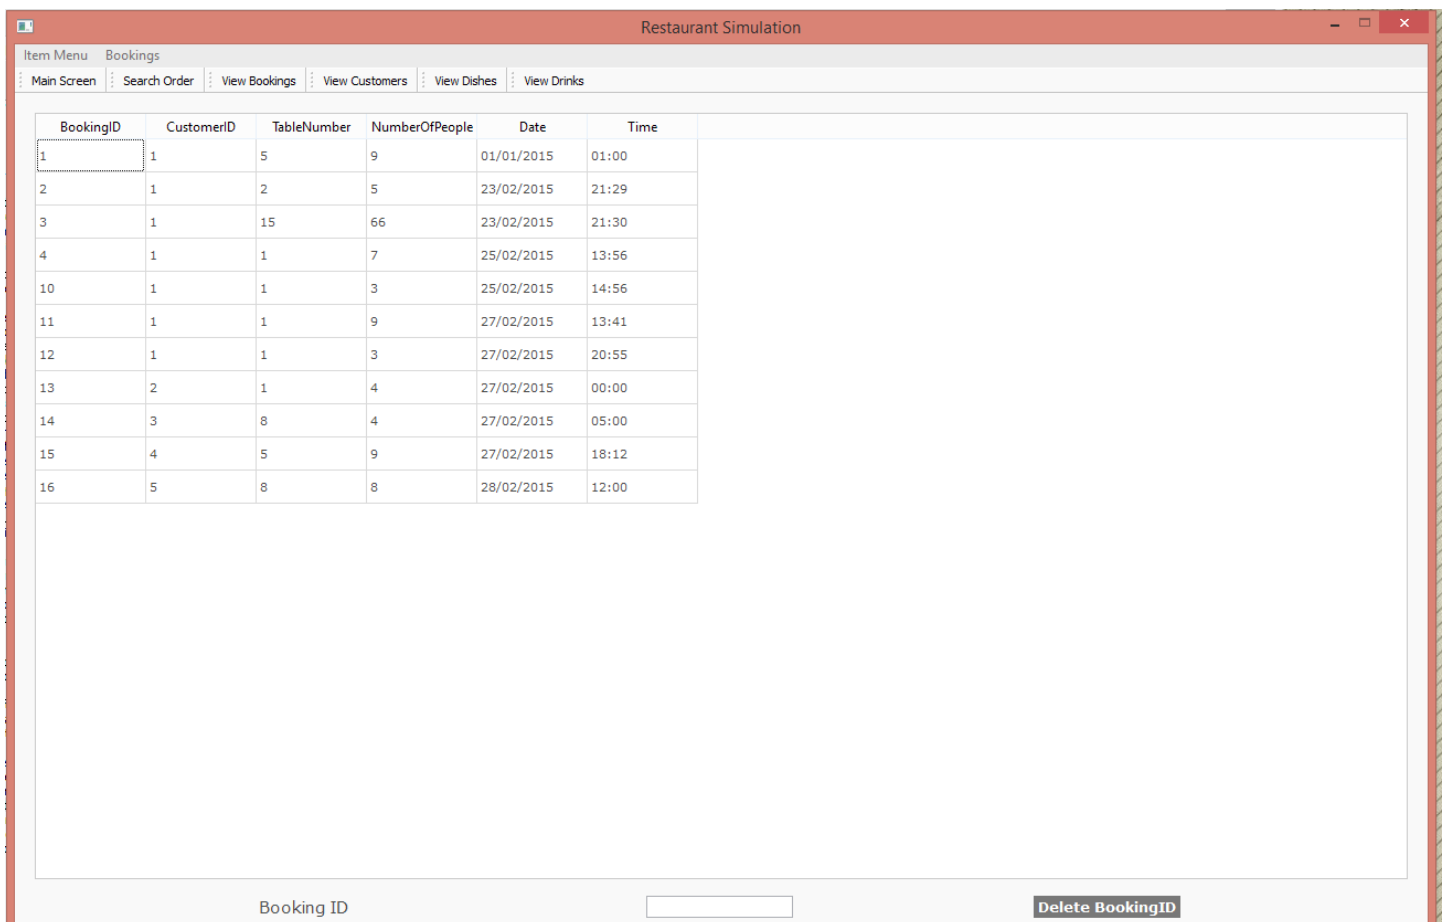 Restaurant Simulation
Item Menu Bookings
Main Screen Search Order View Bookings View Customers View Dishes View Drinks
BookingID CustomerID TableNumber NumberOfPeople Date Time
1 1 5 9 01/01/2015 01:00
2 1 2 5 23/02/2015 21:29
3 1 15 66 23/02/2015 21:30
4 1 1 7 25/02/2015 13:56
10 1 1 3 25/02/2015 14:56
11 1 1 9 27/02/2015 13:41
12 1 1 3 27/02/2015 20:55
13 2 1 4 27/02/2015 00:00
14 3 8 4 27/02/2015 05:00
15 4 5 9 27/02/2015 18:12
16 5 8 8 28/02/2015 12:00
Booking ID Delete BookingID